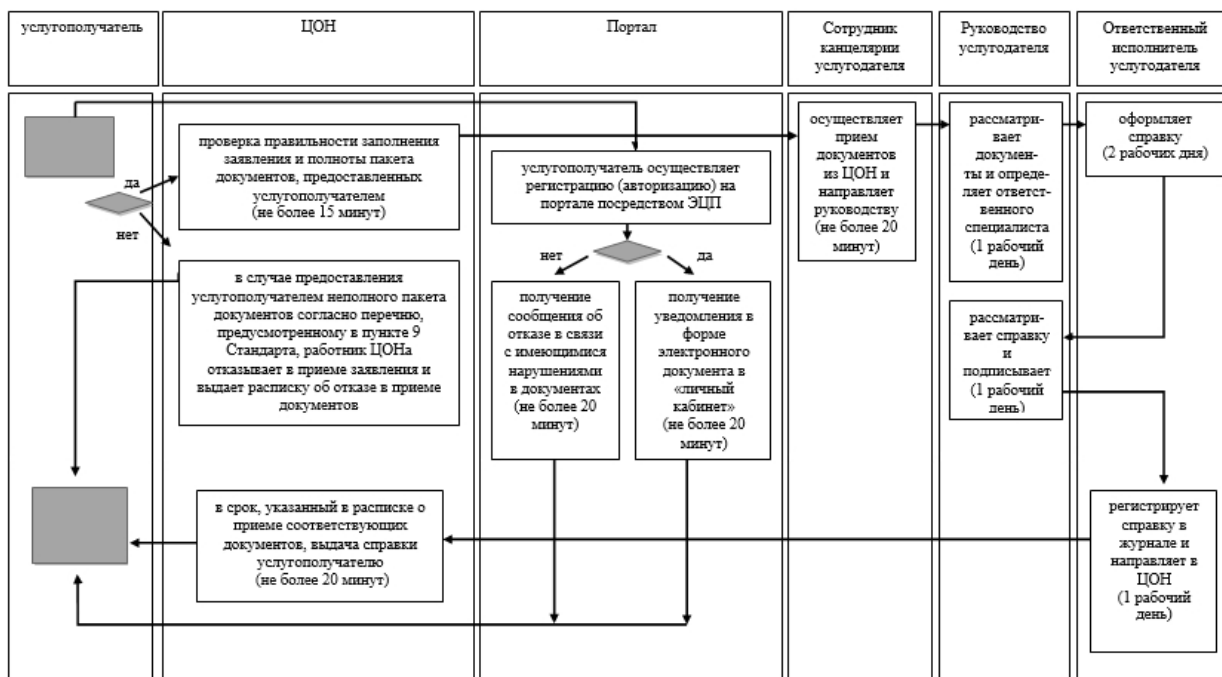 услугополучатель
ЦОН
Портал
Сотрудник
канцелярии
услугодателя
Руководство
услугодателя
Ответственный
исполнитель
услугодателя
да
нет
проверка правильности заполнения
заявления и полноты пакета
документов, предоставленных
услугополучателем
(не более 15 минут)
в случае предоставления
услугополучателем неполного пакета
документов согласно перечню,
предусмотренному в пункте 9
Стандарта, работник ЦОНа
отказывает в приеме заявления и
выдает расписку об отказе в приеме
документов
в срок, указанный в расписке о
приеме соответствующих
документов, выдача справки
услугополучателю
(не более 20 минут)
услугополучатель осуществляет
регистрацию (авторизацию) на
портале посредством ЭЦП
нет
да
получение
сообщения об
отказе в связи
с имеющимися
нарушениями
в документах
(не более 20
минут)
получение
уведомления в
форме
электронного
документа в
«личный
кабинет»
(не более 20
минут)
осуществляет
прием
документов
из ЦОН и
направляет
руководству
(не более 20
минут)
рассматри-
вает
докумен-
ты и опреде-
ляет ответст-
венного
специалиста
(1 рабочий
день)
рассматри-
вает справку
и
подписывает
(1 рабочий
день)
оформляет
справку
(2 рабочих дня)
регистрирует
справку в
журнале и
направляет в
ЦОН
(1 рабочий
день)